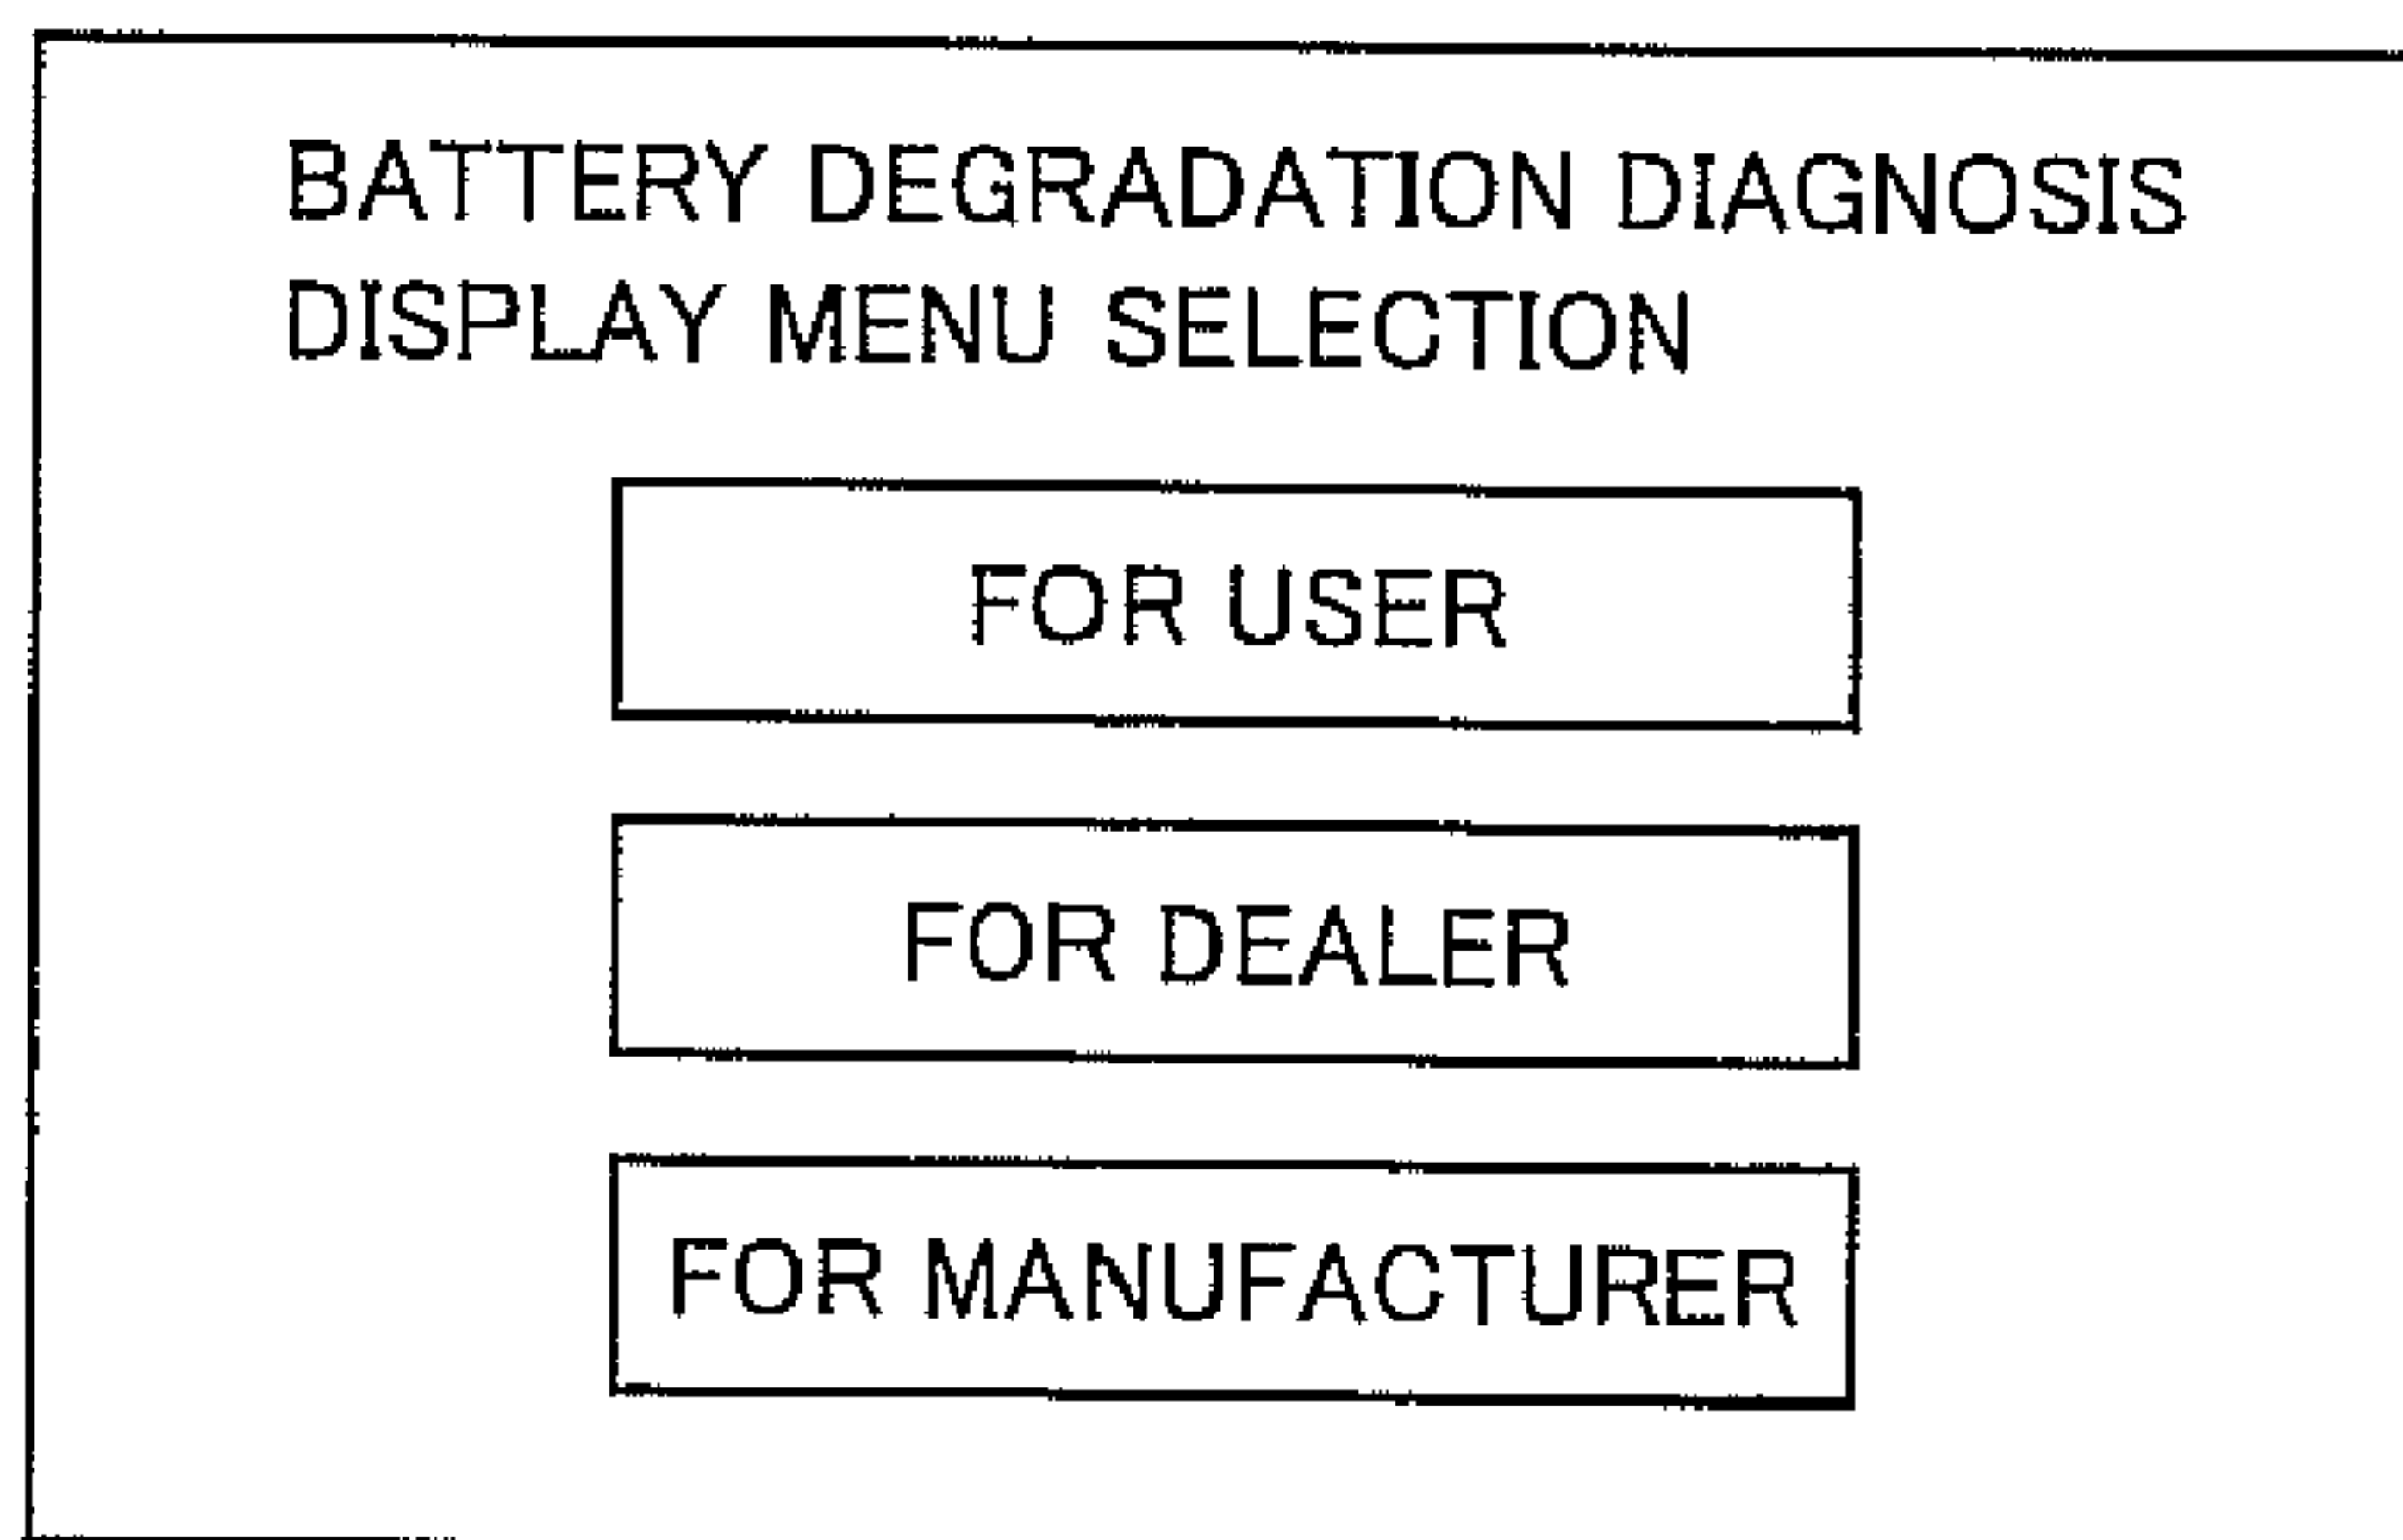 BATTERY DEGRADATION DIAGNOSIS
DISPLAY MENU SELECTION
FOR USER
FOR DEALER
FOR MANUFACTURER